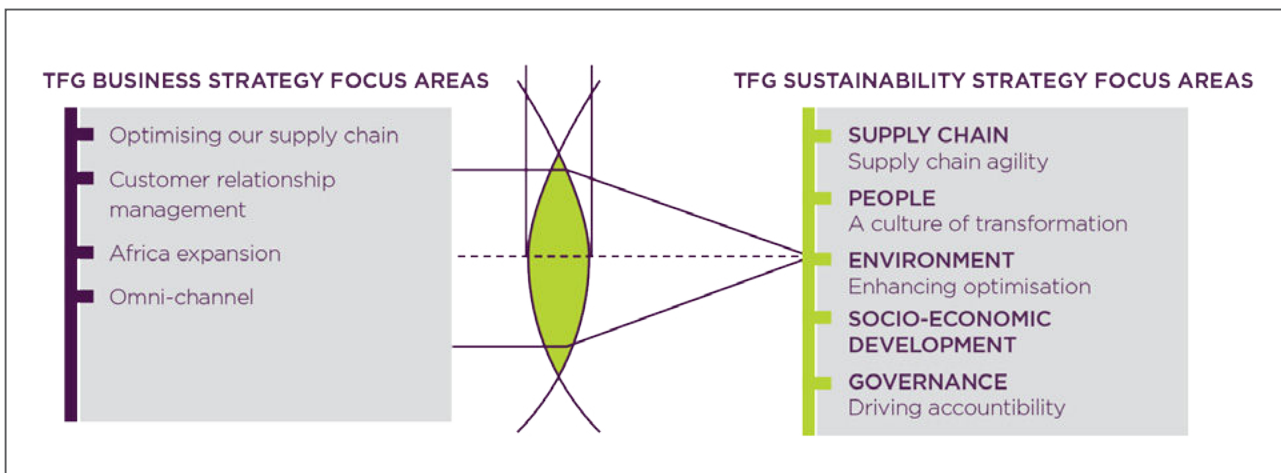 TFG BUSINESS STRATEGY FOCUS AREAS
Optimising our supply chain
Customer relationship
management
Africa expansion
Omni-channel
TFG SUSTAINABILITY STRATEGY FOCUS AREAS
SUPPLY CHAIN
Supply chain agility
PEOPLE
A culture of transformation
ENVIRONMENT
Enhancing optimisation
SOCIO-ECONOMIC
DEVELOPMENT
GOVERNANCE
Driving accountibility